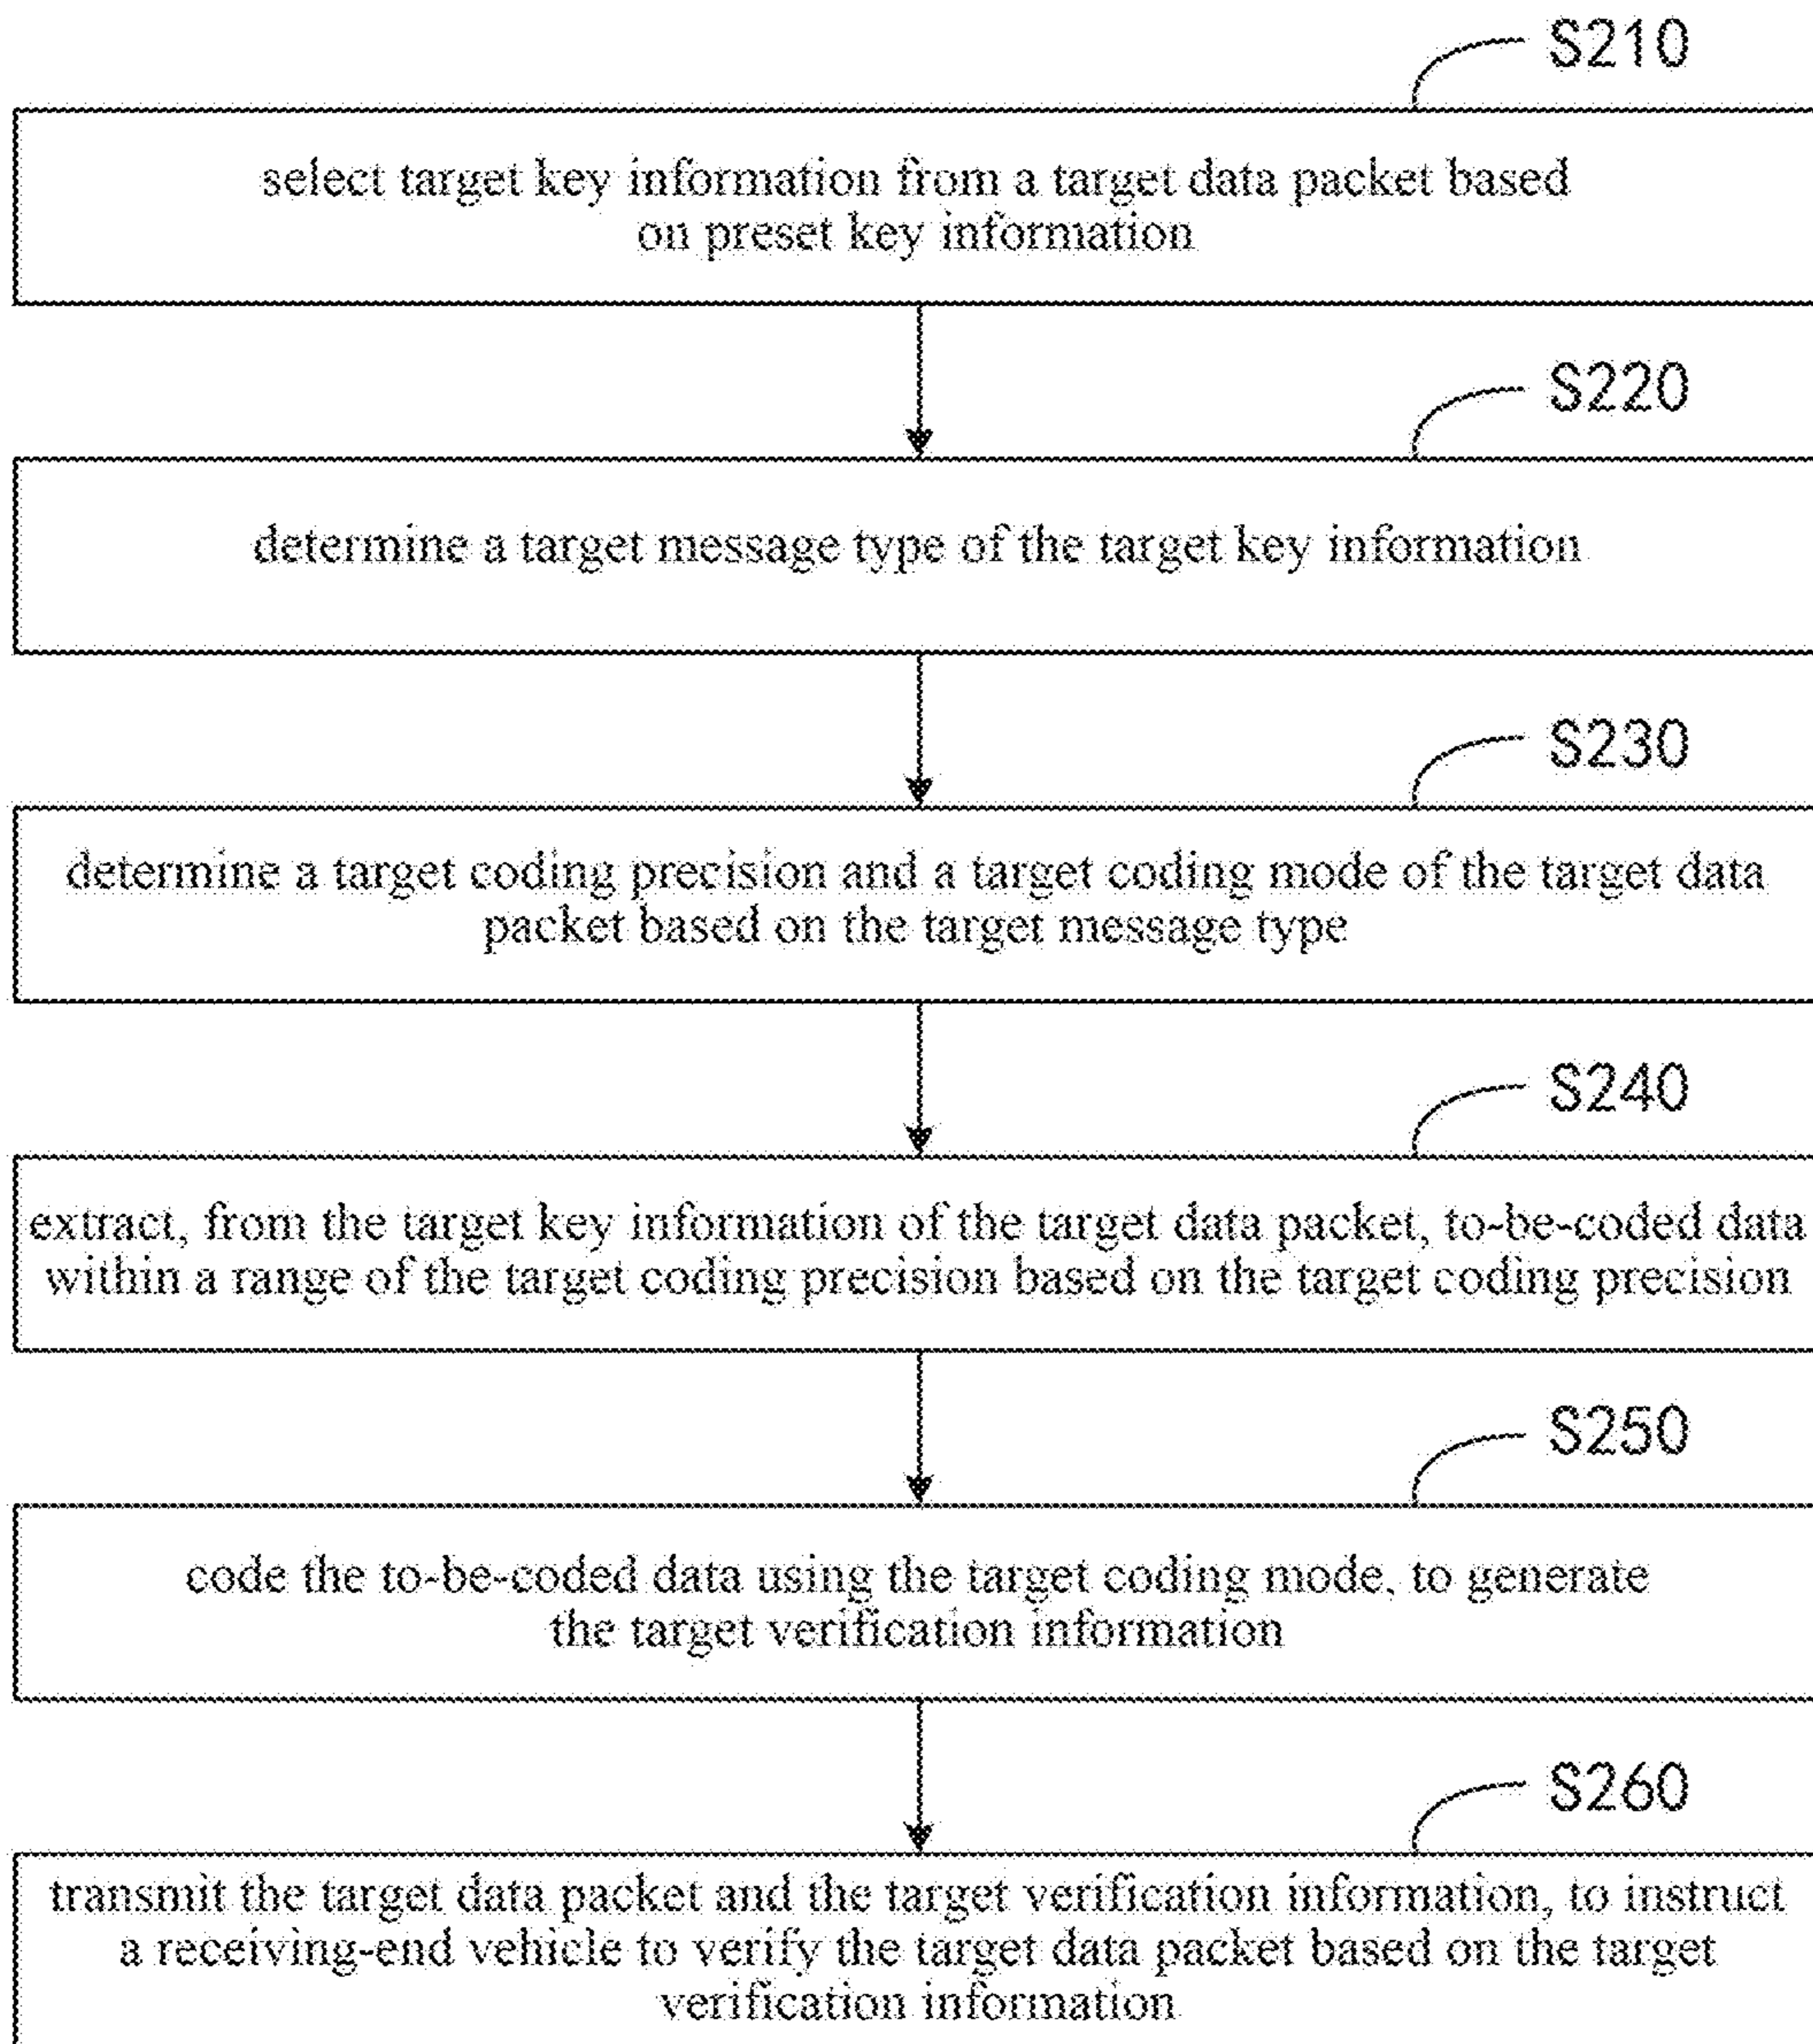 S210
select target key information from a target data packet based
on preset key information
S220
determine a target message type of the target key information
S230
determine a target coding precision and a target coding mode of the target data
packet based on the target message type
S240
extract, from the target key information of the target data packet, to-be-coded data
within a range of the target coding precision based on the target coding precision
S250
code the to-be-coded data using the target coding mode, to generate
the target verification information
S260
transmit the target data packet and the target verification information, to instruct
a receiving-end vehicle to verify the target data packet based on the target
verification information